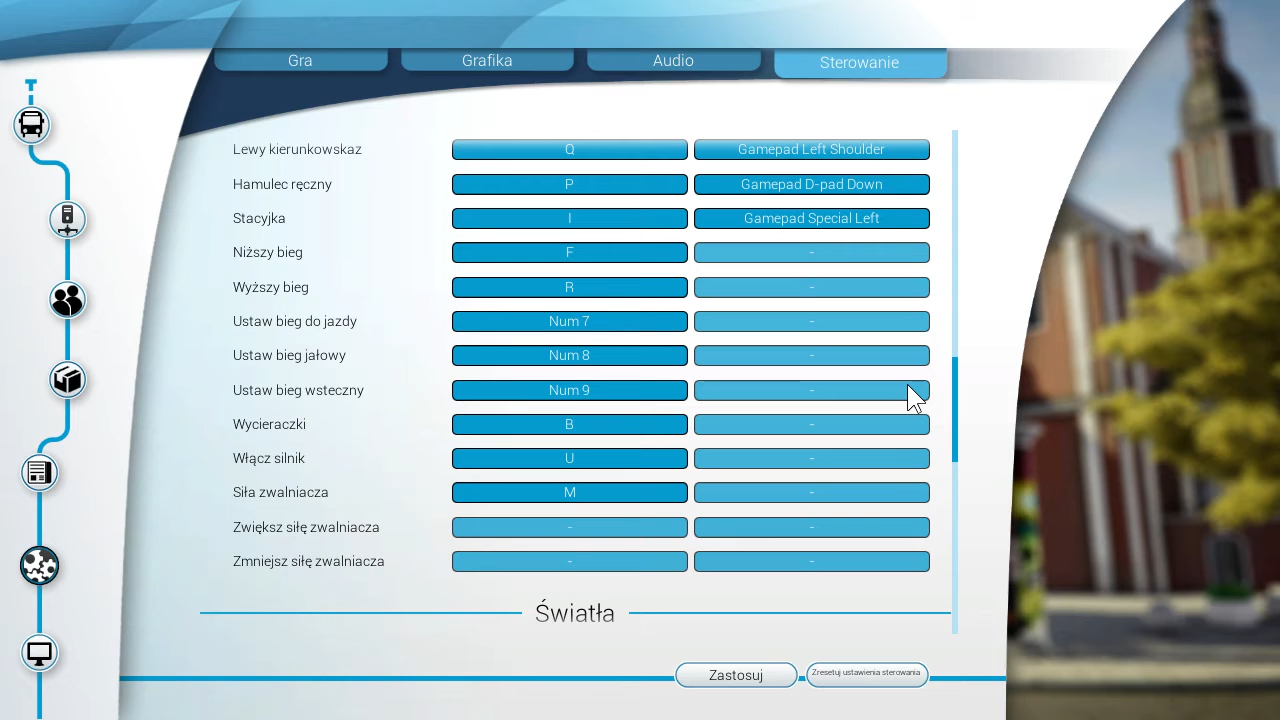 Gra Grafika Audio Sterowanie
Lewy kierunkowskaz Q Gamepad Left Shoulder
Hamulec ręczny P Gamepad D-pad Down
Stacyjka I Gamepad Special Left
Niższy bieg F -
Wyższy bieg R -
Ustaw bieg do jazdy Num 7 -
Ustaw bieg jałowy Num 8 -
Ustaw bieg wsteczny Num 9 -
Wycieraczki B -
Włącz silnik U -
Siła zwalniacza M -
Zwiększ siłę zwalniacza - -
Zmniejsz siłę zwalniacza - -
Światła
Zastosuj Zresetuj ustawienia sterowania